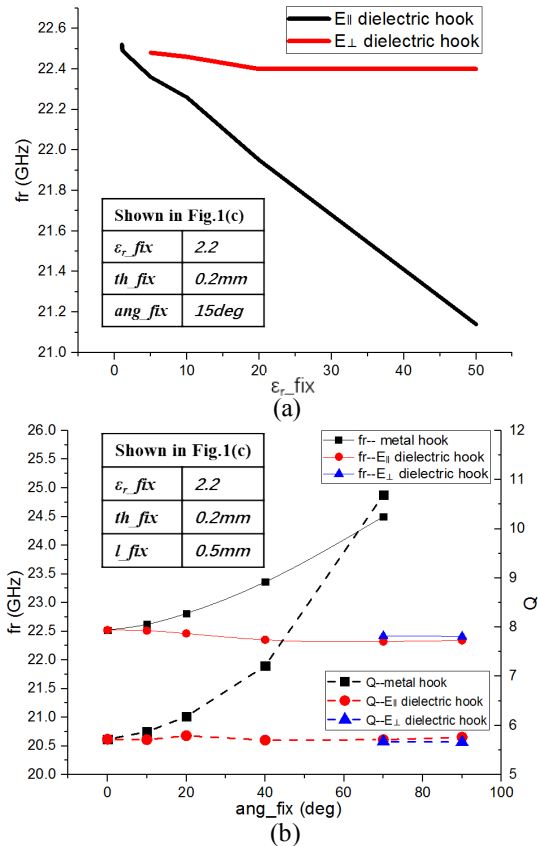 E∥ dielectric hook
E⊥ dielectric hook
22.6
22.4
22.2
22.0
21.8
21.6
21.4
21.2
21.0
fr (GHz)
Shown in Fig.1(c)
εr_fix 2.2
th_fix 0.2mm
ang_fix 15deg
0 10 20 30 40 50
εr_fix
(a)
26.0
25.5
25.0
24.5
24.0
23.5
23.0
22.5
22.0
21.5
21.0
20.5
20.0
fr (GHz)
Shown in Fig.1(c)
εr_fix 2.2
th_fix 0.2mm
l_fix 0.5mm
fr-- metal hook
fr--E∥ dielectric hook
fr--E⊥ dielectric hook
12
11
10
9
8
7
6
5
Q
Q--metal hook
Q--E∥ dielectric hook
Q--E⊥ dielectric hook
0 20 40 60 80 100
ang_fix (deg)
(b)